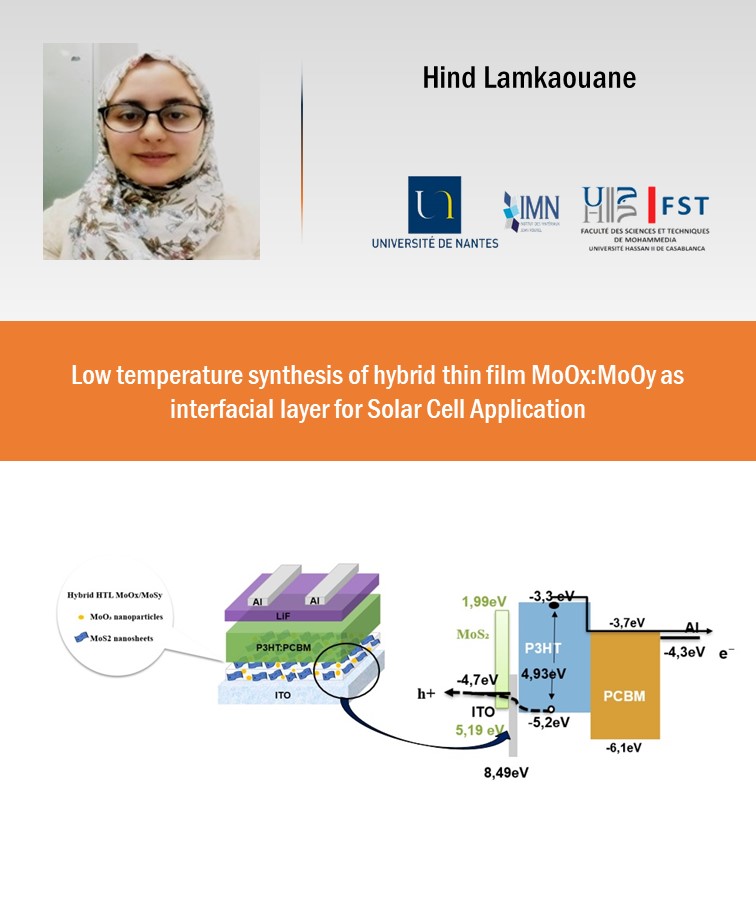 Hind Lamkaouane
UNIVERSITÉ DE NANTES
IMN
FST
FACULTÉ DES SCIENCES ET TECHNIQUES
DE MOHAMMEDIA
UNIVERSITÉ HASSAN II DE CASABLANCA
Low temperature synthesis of hybrid thin film MoOx:MoOy as
interfacial layer for Solar Cell Application
Hybrid HTL MoOx/MoSy
MoOₓ nanoparticles
MoS2 nanosheets
Al
Al
LiF
P3HT:PCBM
ITO
1,99eV
MoS₂
-4,7eV
h+
ITO
5,19 eV
8,49eV
-3,3 eV
P3HT
4,93eV
-5,2eV
-3,7eV
PCBM
-6,1eV
Al
-4,3eV
e⁻